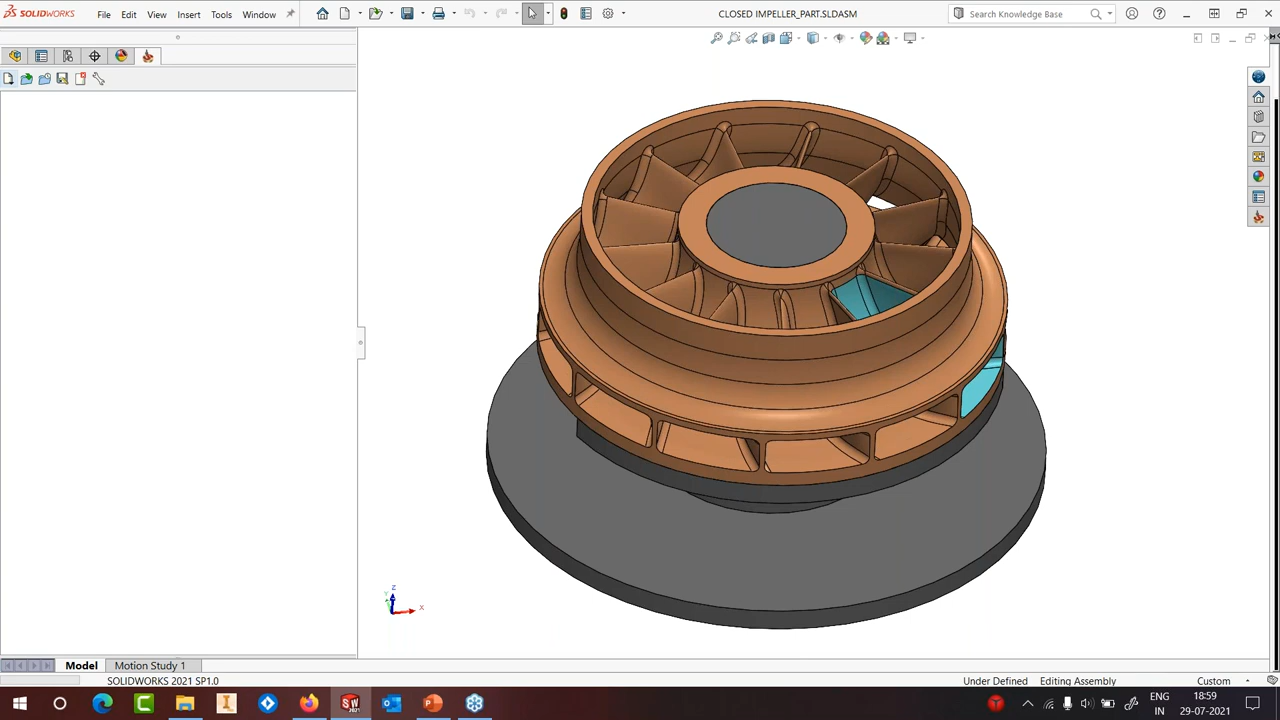 SOLIDWORKS File Edit View Insert Tools Window CLOSED IMPELLER_PART.SLDASM Search Knowledge Base
Z
Y
X
Model Motion Study 1
SOLIDWORKS 2021 SP1.0 Under Defined Editing Assembly Custom
ENG 18:59
IN 29-07-2021